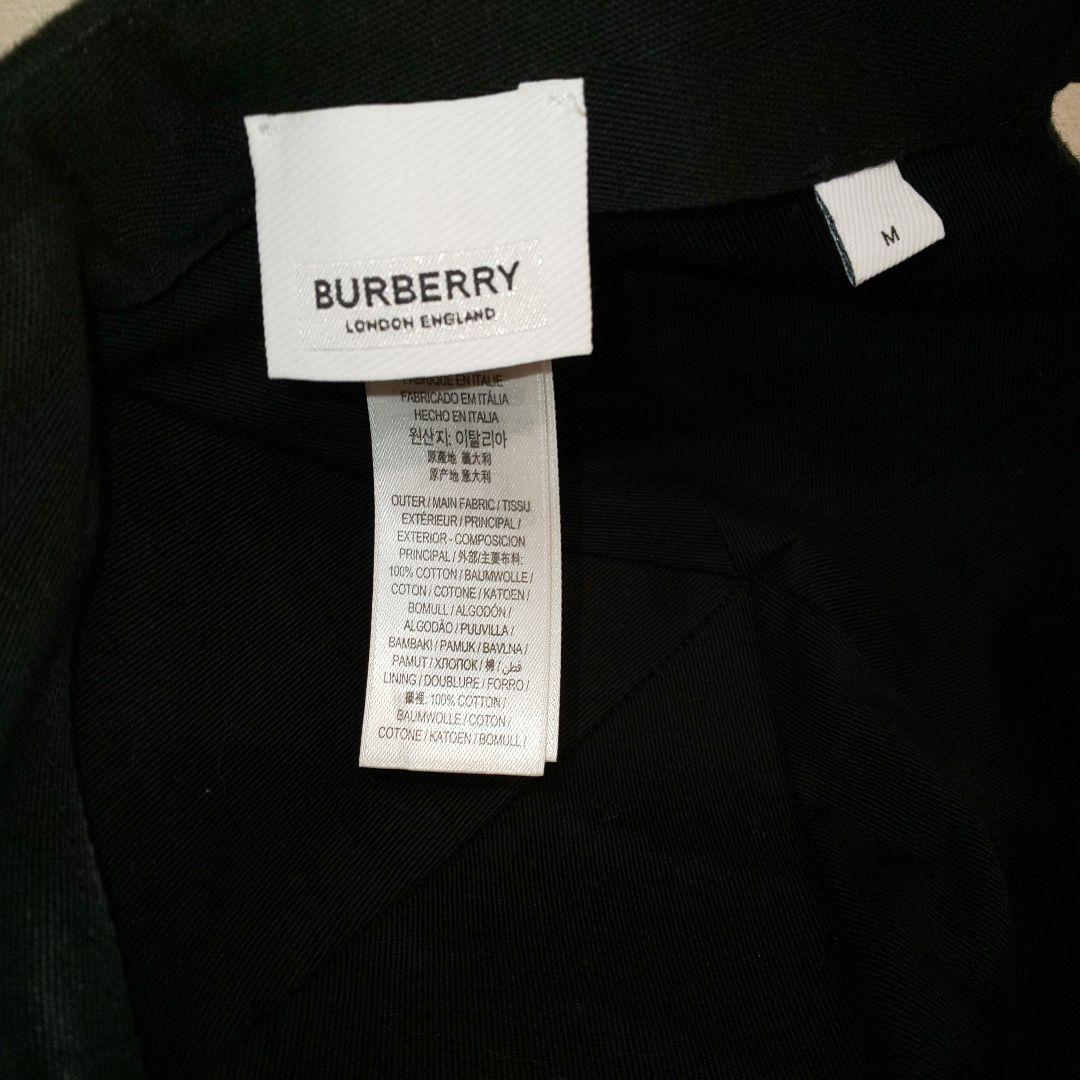 BURBERRY
LONDON ENGLAND
M
FABRIQUE EN ITALIE
FABRICADO EM ITÁLIA
HECHO EN ITALIA
원산지: 이탈리아
原產地 義大利
原产地 意大利
OUTER / MAIN FABRIC / TISSU
EXTÉRIEUR / PRINCIPAL /
EXTERIOR - COMPOSICION
PRINCIPAL / 外部/主要布料:
100% COTTON / BAUMWOLLE /
COTON / COTONE / KATOEN /
BOMULL / ALGODÓN /
ALGODÃO / PUUVILLA /
BAMBAKI / PAMUK / BAVLNA /
PAMUT / ХЛОПОК / 棉 / قطن /
LINING / DOUBLURE / FORRO /
襯裡: 100% COTTON /
BAUMWOLLE / COTON /
COTONE / KATOEN / BOMULL /